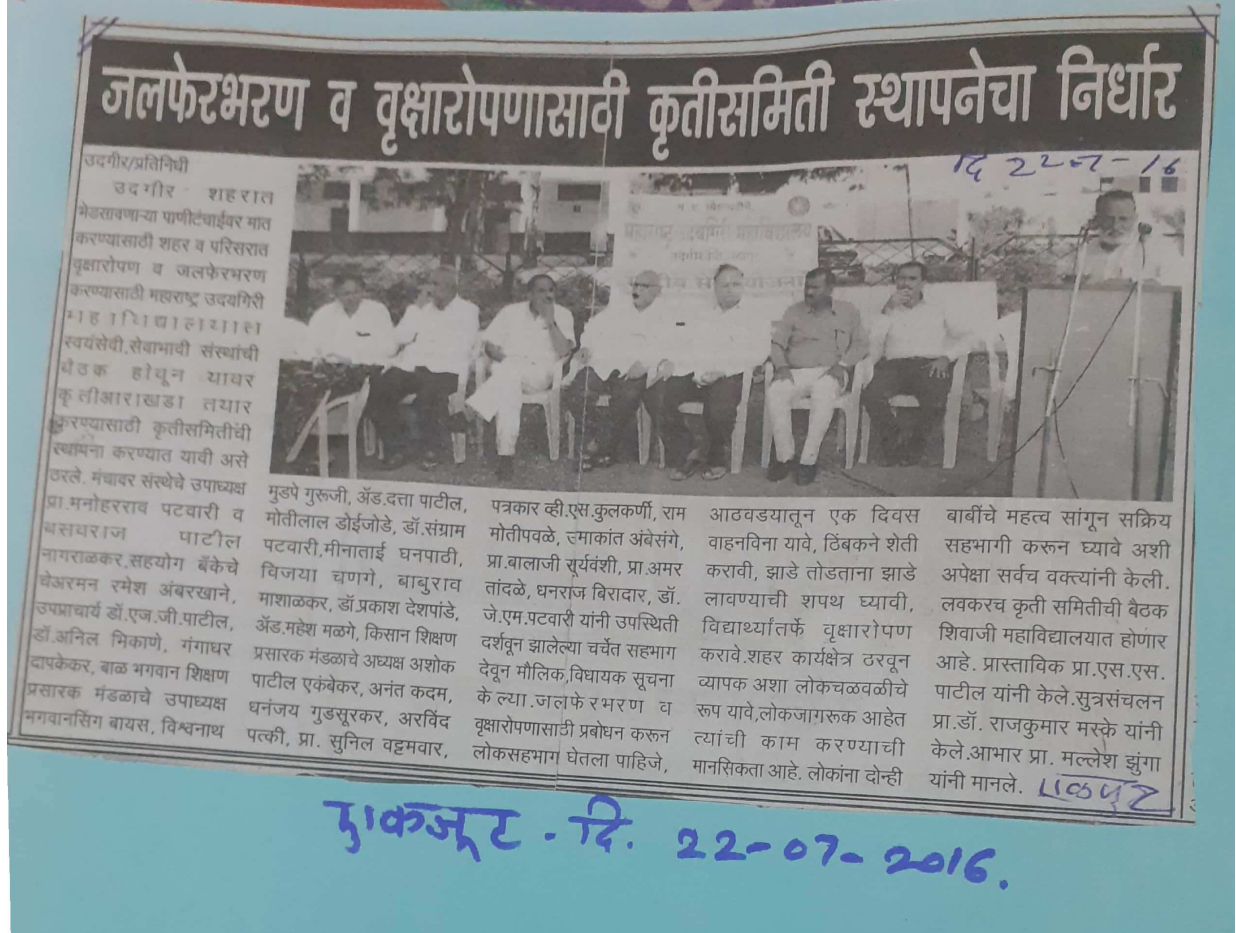 जलफेरभरण व वृक्षारोपणासाठी कृतीसमिती स्थापनेचा निर्धार
दि 22-7-16
उदगीर/प्रतिनिधी
उदगीर शहरात
भेडसावणाऱ्या पाणीटंचाईवर मात
करण्यासाठी शहर व परिसरात
वृक्षारोपण व जलफेरभरण
करण्यासाठी महाराष्ट्र उदयगिरी
महाविद्यालयात
स्वयंसेवी,सेवाभावी संस्थांची
बैठक होवून यावर
कृतीआराखडा तयार
करण्यासाठी कृतीसमितीची
स्थापना करण्यात यावी असे
ठरले. मंचावर संस्थेचे उपाध्यक्ष
प्रा.मनोहरराव पटवारी व
बसवराज पाटील
नागराळकर,सहयोग बँकेचे
चेअरमन रमेश अंबरखाने,
उपप्राचार्य डॉ.एज.जी.पाटील,
डॉ.अनिल भिकाणे, गंगाधर
दापकेकर, बाळ भगवान शिक्षण
प्रसारक मंडळाचे उपाध्यक्ष
भगवानसिंग बायस, विश्वनाथ
मुडपे गुरूजी, ॲड.दत्ता पाटील,
मोतीलाल डोईजोडे, डॉ.संग्राम
पटवारी,मीनाताई घनपाठी,
विजया चणगे, बाबुराव
माशाळकर, डॉ.प्रकाश देशपांडे,
ॲड.महेश मळगे, किसान शिक्षण
प्रसारक मंडळाचे अध्यक्ष अशोक
पाटील एकंबेकर, अनंत कदम,
धनंजय गुडसूरकर, अरविंद
पत्की, प्रा. सुनिल वट्टमवार,
पत्रकार व्ही.एस.कुलकर्णी, राम
मोतीपवळे, उमाकांत अंबेसंगे,
प्रा.बालाजी सूर्यवंशी, प्रा.अमर
तांदळे, धनराज बिरादार, डॉ.
जे.एम.पटवारी यांनी उपस्थिती
दर्शवून झालेल्या चर्चेत सहभाग
देवून मौलिक,विधायक सूचना
केल्या.जलफेरभरण व
वृक्षारोपणासाठी प्रबोधन करून
लोकसहभाग घेतला पाहिजे,
आठवडयातून एक दिवस
वाहनविना यावे, ठिंबकने शेती
करावी, झाडे तोडताना झाडे
लावण्याची शपथ घ्यावी,
विद्यार्थ्यांतर्फे वृक्षारोपण
करावे.शहर कार्यक्षेत्र ठरवून
व्यापक अशा लोकचळवळीचे
रूप यावे,लोकजागरूक आहेत
त्यांची काम करण्याची
मानसिकता आहे. लोकांना दोन्ही
बाबींचे महत्व सांगून सक्रिय
सहभागी करून घ्यावे अशी
अपेक्षा सर्वच वक्त्यांनी केली.
लवकरच कृती समितीची बैठक
शिवाजी महाविद्यालयात होणार
आहे. प्रास्ताविक प्रा.एस.एस.
पाटील यांनी केले.सुत्रसंचलन
प्रा.डॉ. राजकुमार मस्के यांनी
केले.आभार प्रा. मल्लेश झुंगा
यांनी मानले.
दि. 22-07-2016.